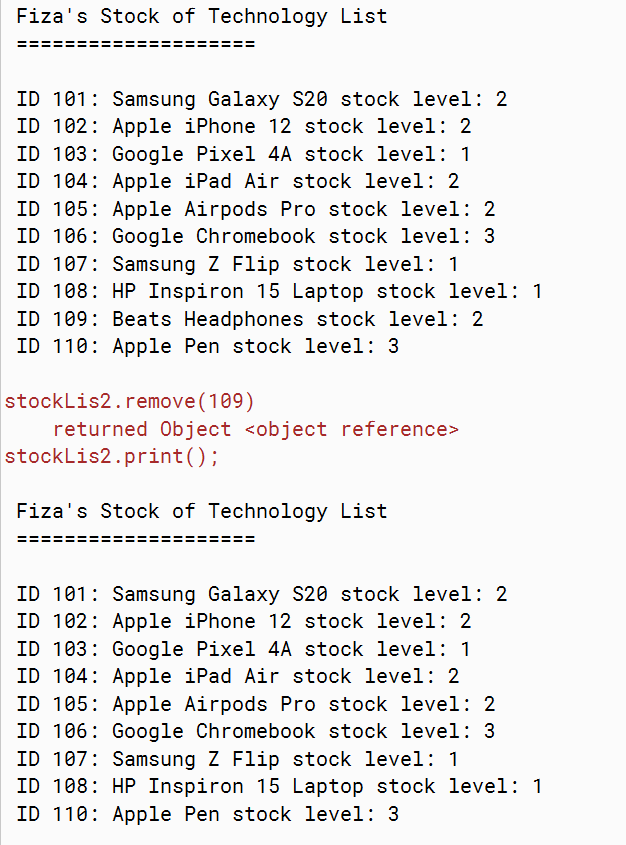 Fiza's Stock of Technology List
====================
ID 101: Samsung Galaxy S20 stock level: 2
ID 102: Apple iPhone 12 stock level: 2
ID 103: Google Pixel 4A stock level: 1
ID 104: Apple iPad Air stock level: 2
ID 105: Apple Airpods Pro stock level: 2
ID 106: Google Chromebook stock level: 3
ID 107: Samsung Z Flip stock level: 1
ID 108: HP Inspiron 15 Laptop stock level: 1
ID 109: Beats Headphones stock level: 2
ID 110: Apple Pen stock level: 3
stockLis2.remove(109)
returned Object <object reference>
stockLis2.print();
Fiza's Stock of Technology List
====================
ID 101: Samsung Galaxy S20 stock level: 2
ID 102: Apple iPhone 12 stock level: 2
ID 103: Google Pixel 4A stock level: 1
ID 104: Apple iPad Air stock level: 2
ID 105: Apple Airpods Pro stock level: 2
ID 106: Google Chromebook stock level: 3
ID 107: Samsung Z Flip stock level: 1
ID 108: HP Inspiron 15 Laptop stock level: 1
ID 110: Apple Pen stock level: 3